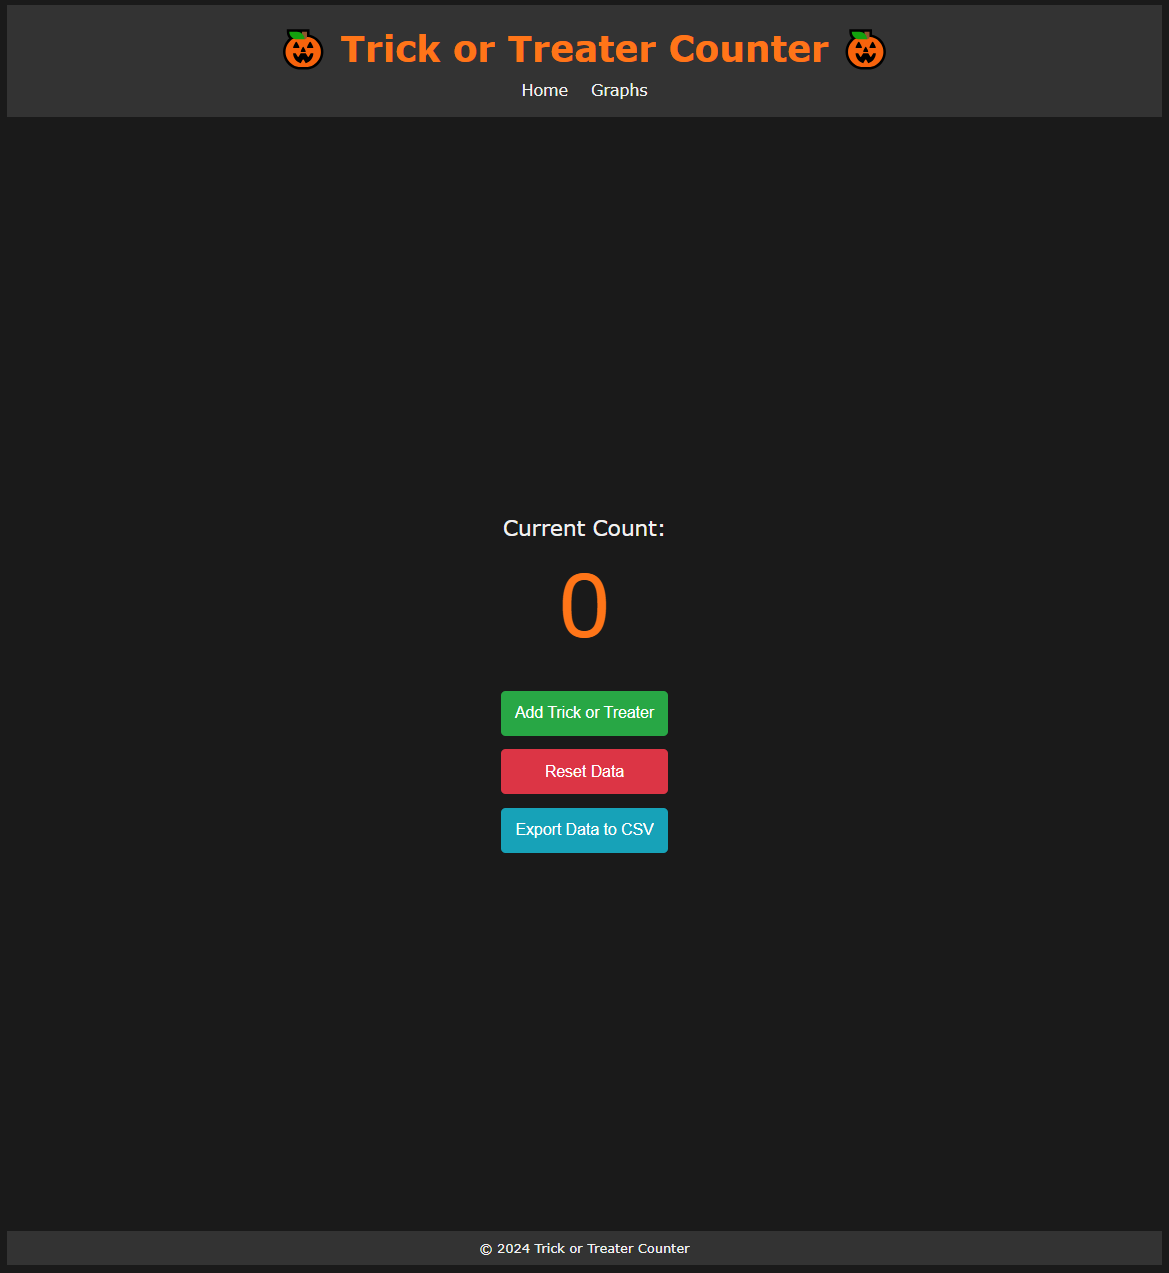 🎃 Trick or Treater Counter 🎃
Home Graphs
Current Count:
0
Add Trick or Treater
Reset Data
Export Data to CSV
© 2024 Trick or Treater Counter